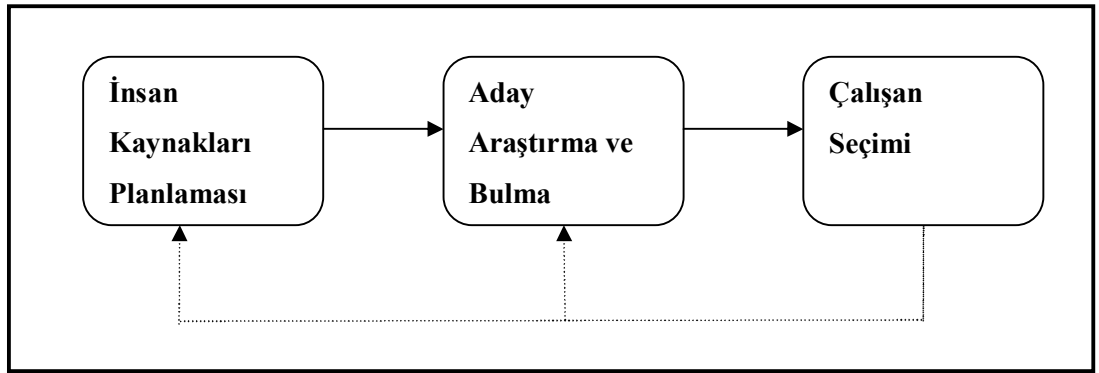 İnsan
Kaynakları
Planlaması
Aday
Araştırma ve
Bulma
Çalışan
Seçimi